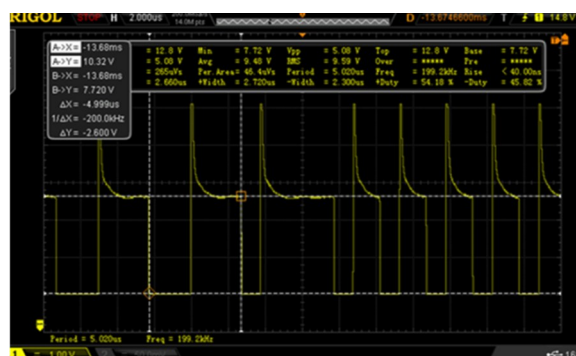 RIGOL STOP H 2.000us D -13.6746600ms T 1 14.8V
A->X= -13.68ms
A->Y= 10.32 V
B->X= -13.68ms
B->Y= 7.720 V
ΔX= -4.999us
1/ΔX= -200.0kHz
ΔY= -2.600 V
= 12.8 V Min = 7.72 V Vpp = 5.08 V Top = 12.8 V Base = 7.72 V
= 5.08 V Avg = 9.48 V RMS = 9.59 V Over = ***** Pre = *****
= 265uVs Per.Area= 46.4uVs Period = 5.020us Freq = 199.2kHz Rise < 40.00ns
= 2.660us +Width = 2.720us -Width = 2.300us +Duty = 54.18 % -Duty = 45.82 %
Period = 5.020us Freq = 199.2kHz
1 = 1.00 V